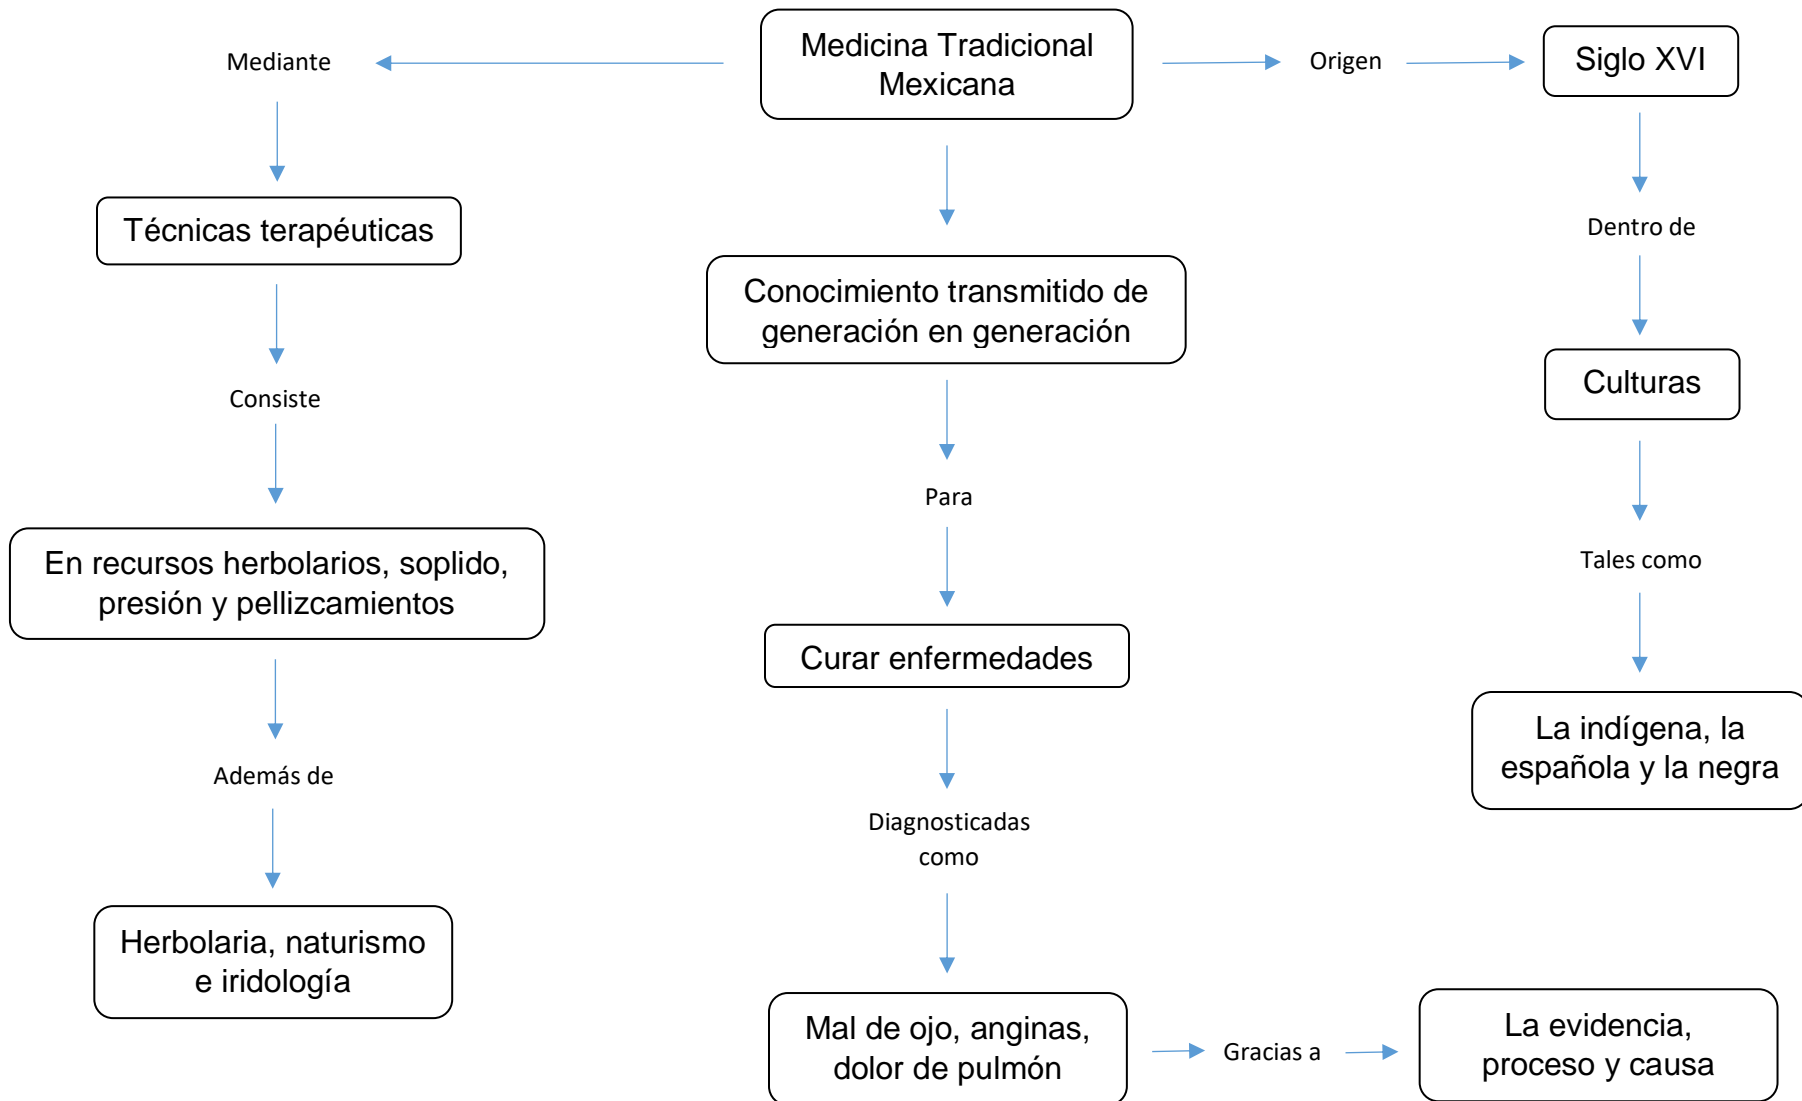 Mediante
Medicina Tradicional
Mexicana
Origen
Siglo XVI
Técnicas terapéuticas
Conocimiento transmitido de
generación en generación
Dentro de
Consiste
Culturas
Para
En recursos herbolarios, soplido,
presión y pellizcamientos
Tales como
Curar enfermedades
La indígena, la
española y la negra
Además de
Diagnosticadas
como
Herbolaria, naturismo
e iridología
Mal de ojo, anginas,
dolor de pulmón
Gracias a
La evidencia,
proceso y causa